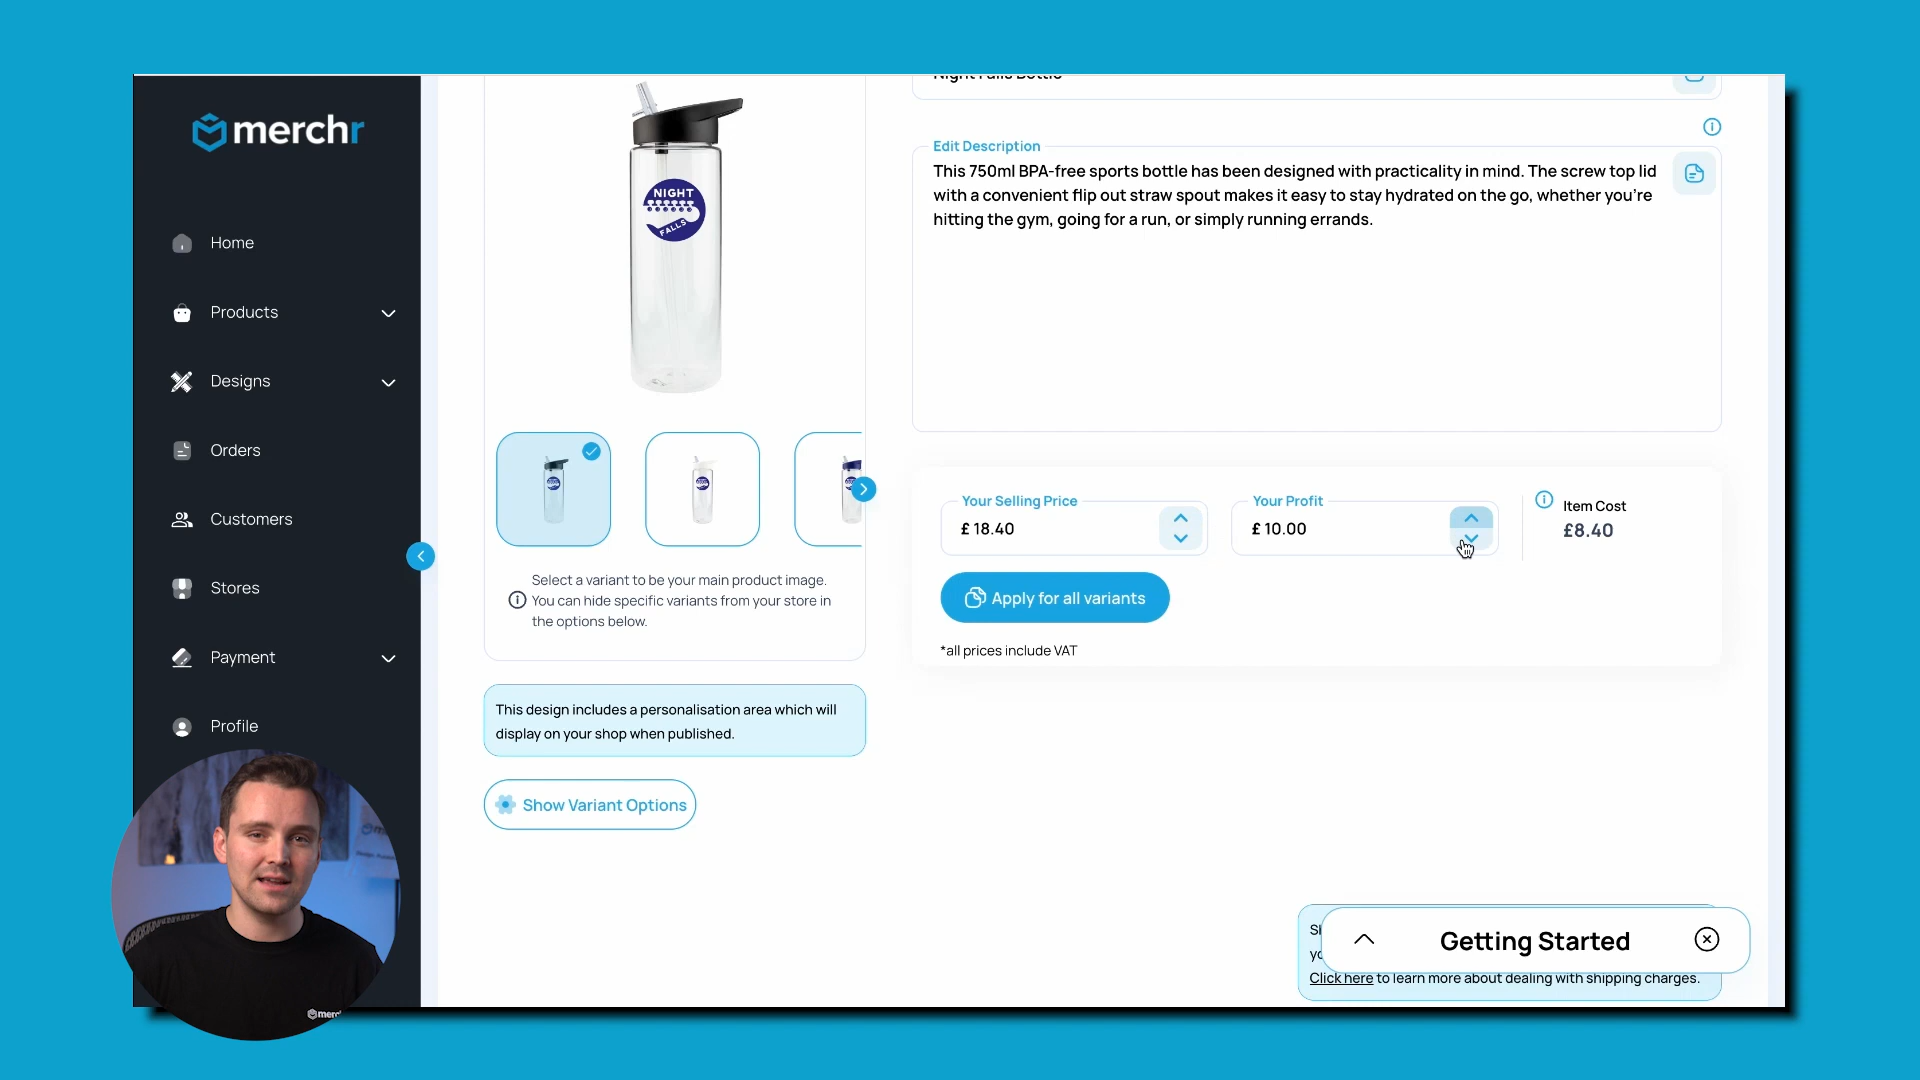 merchr
Home
Products
Designs
Orders
Customers
Stores
Payment
Profile
NIGHT
FALLS
Select a variant to be your main product image.
You can hide specific variants from your store in
the options below.
This design includes a personalisation area which will
display on your shop when published.
Show Variant Options
Night Falls Bottle
Edit Description
This 750ml BPA-free sports bottle has been designed with practicality in mind. The screw top lid
with a convenient flip out straw spout makes it easy to stay hydrated on the go, whether you're
hitting the gym, going for a run, or simply running errands.
Your Selling Price
£ 18.40
Your Profit
£ 10.00
Item Cost
£8.40
Apply for all variants
*all prices include VAT
Getting Started
Click here to learn more about dealing with shipping charges.